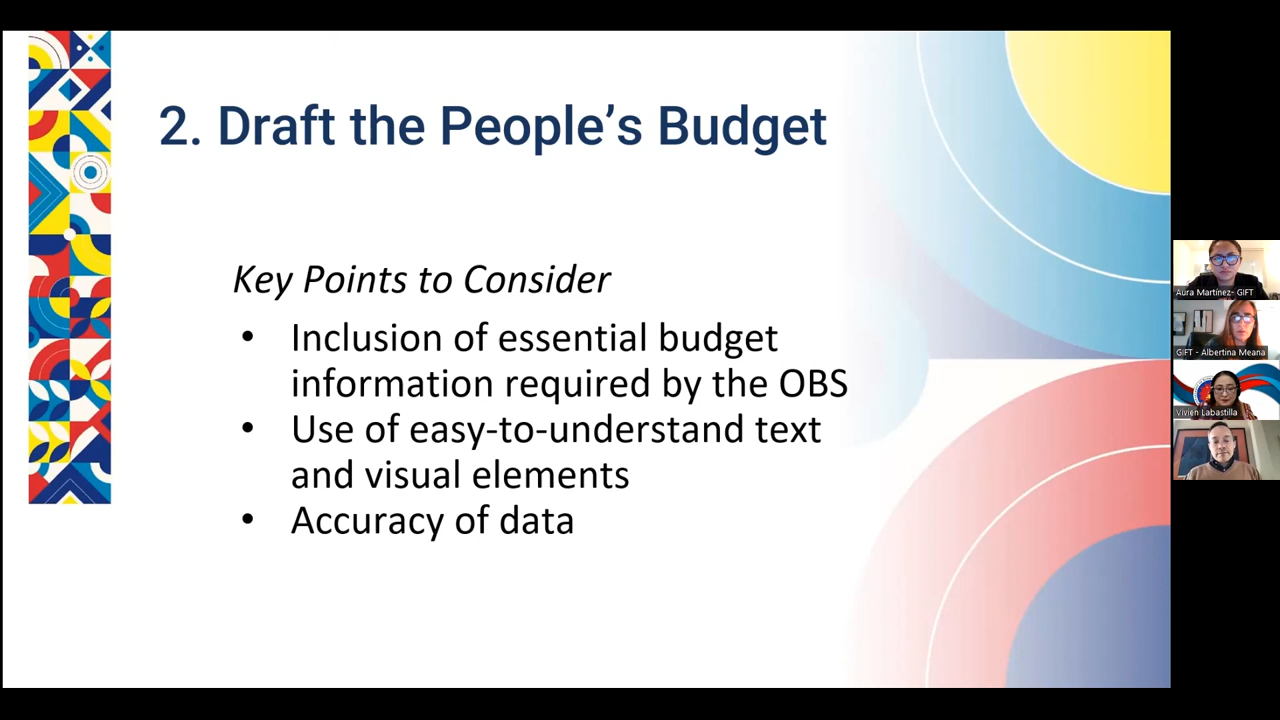 2. Draft the People’s Budget
Key Points to Consider
• Inclusion of essential budget
information required by the OBS
• Use of easy-to-understand text
and visual elements
• Accuracy of data
Aura Martínez- GIFT
GIFT - Albertina Meana
Vivien Labastilla